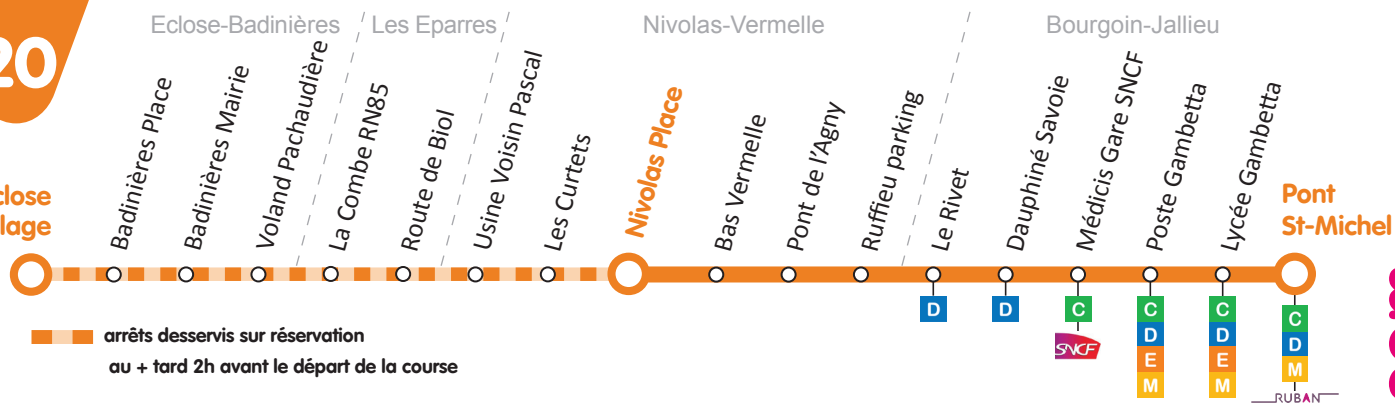 20
Eclose-Badinières
Les Eparres
Nivolas-Vermelle
Bourgoin-Jallieu
Badinières Place
Badinières Mairie
Voland Pachaudière
La Combe RN85
Route de Biol
Usine Voisin Pascal
Les Curtets
Nivolas Place
Bas Vermelle
Pont de l'Agny
Ruffieu parking
Le Rivet
Dauphiné Savoie
Médicis Gare SNCF
Poste Gambetta
Lycée Gambetta
Pont
St-Michel
D
D
C
SNCF
C
D
E
M
C
D
E
M
C
D
M
RUBAN
arrêts desservis sur réservation
au + tard 2h avant le départ de la course